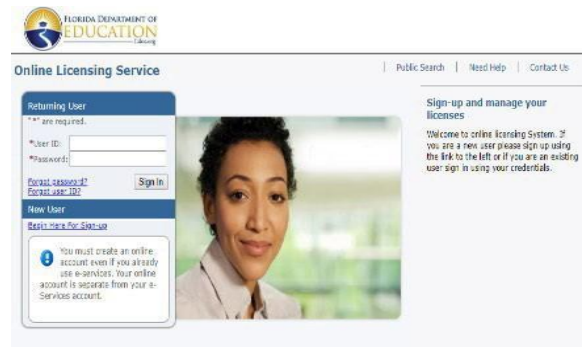 FLORIDA DEPARTMENT OF
EDUCATION
fldoe.org
Online Licensing Service
Public Search | Need Help | Contact Us
Returning User
"*" are required.
*User ID:
*Password:
Forgot password?
Sign In
Forgot user ID?
New User
Begin Here For Sign-up
You must create an online
account even if you already
use e-services. Your online
account is separate from your e-
Services account.
Sign-up and manage your
licenses
Welcome to online licensing System. If
you are a new user please sign up using
the link to the left or if you are an existing
user sign in using your credentials.